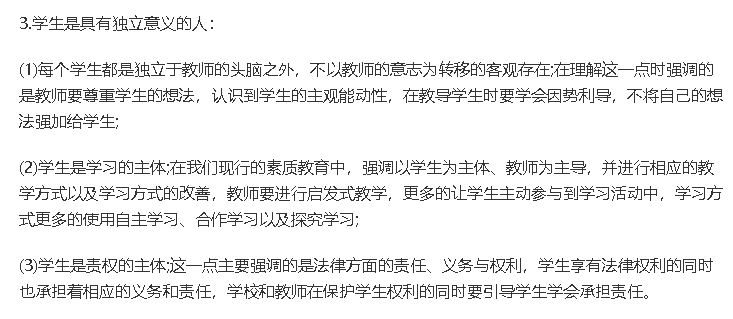 3.学生是具有独立意义的人：
(1)每个学生都是独立于教师的头脑之外，不以教师的意志为转移的客观存在;在理解这一点时强调的
是教师要尊重学生的想法，认识到学生的主观能动性，在教导学生时要学会因势利导，不将自己的想
法强加给学生;
(2)学生是学习的主体;在我们现行的素质教育中，强调以学生为主体、教师为主导，并进行相应的教
学方式以及学习方式的改善，教师要进行启发式教学，更多的让学生主动参与到学习活动中，学习方
式更多的使用自主学习、合作学习以及探究学习;
(3)学生是责权的主体;这一点主要强调的是法律方面的责任、义务与权利，学生享有法律权利的同时
也承担着相应的义务和责任，学校和教师在保护学生权利的同时要引导学生学会承担责任。